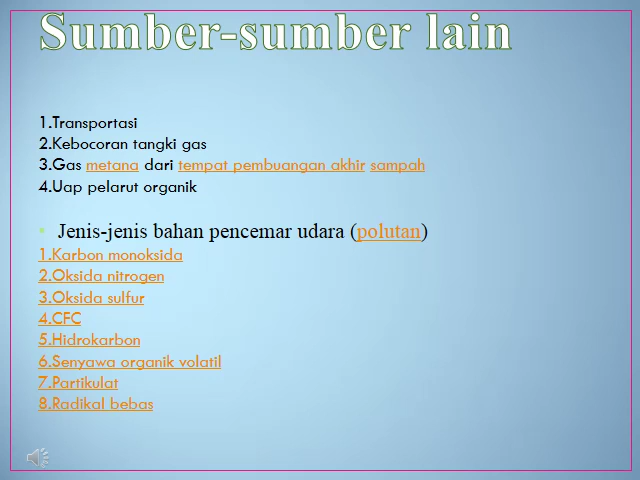 Sumber-sumber lain
1.Transportasi
2.Kebocoran tangki gas
3.Gas metana dari tempat pembuangan akhir sampah
4.Uap pelarut organik
• Jenis-jenis bahan pencemar udara (polutan)
1.Karbon monoksida
2.Oksida nitrogen
3.Oksida sulfur
4.CFC
5.Hidrokarbon
6.Senyawa organik volatil
7.Partikulat
8.Radikal bebas